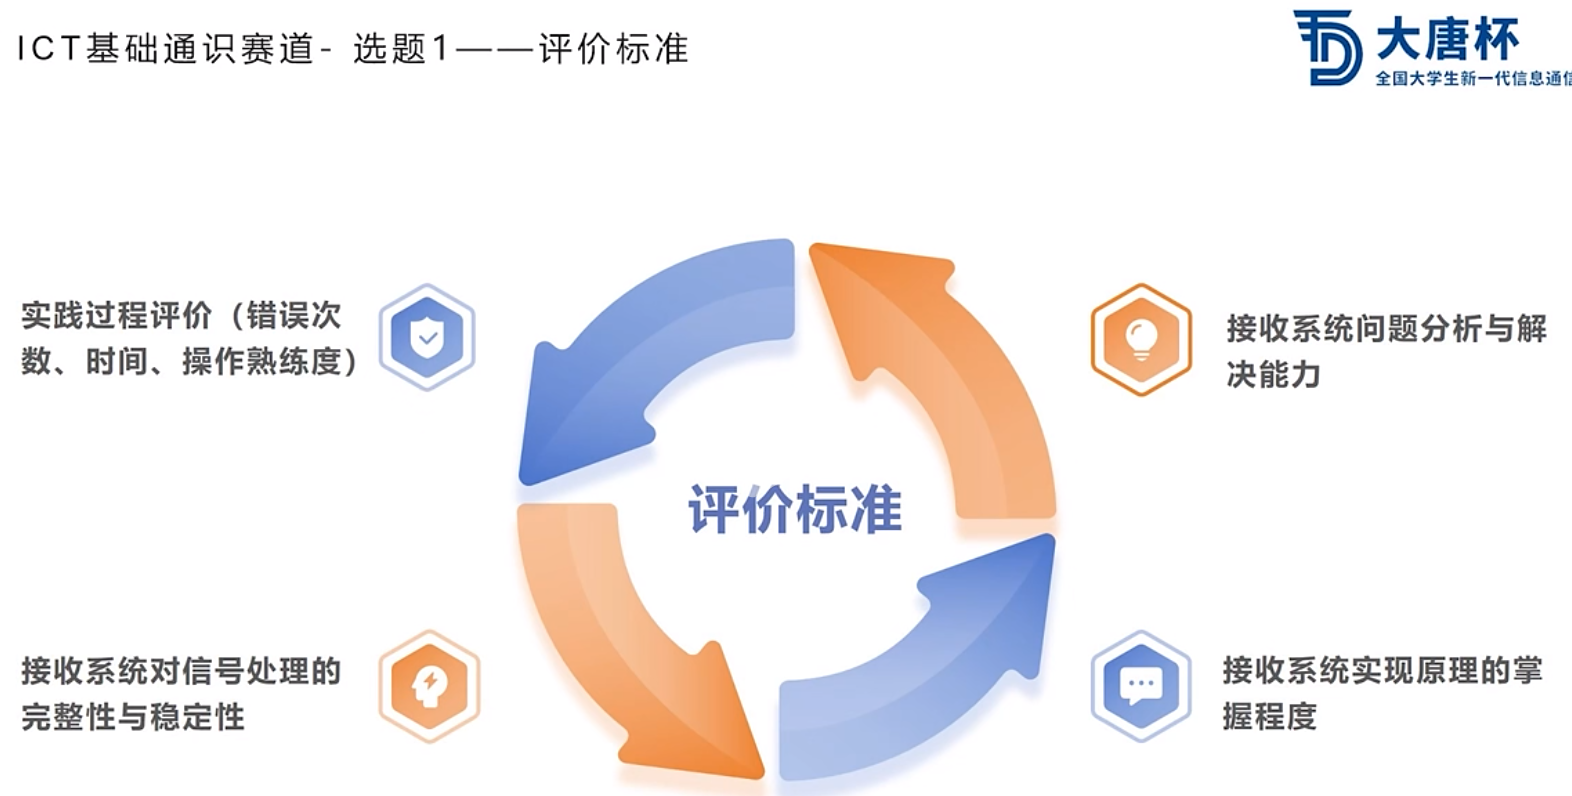 ICT基础通识赛道- 选题1——评价标准
大唐杯
全国大学生新一代信息通信
实践过程评价（错误次
数、时间、操作熟练度）
接收系统问题分析与解
决能力
评价标准
接收系统对信号处理的
完整性与稳定性
接收系统实现原理的掌
握程度